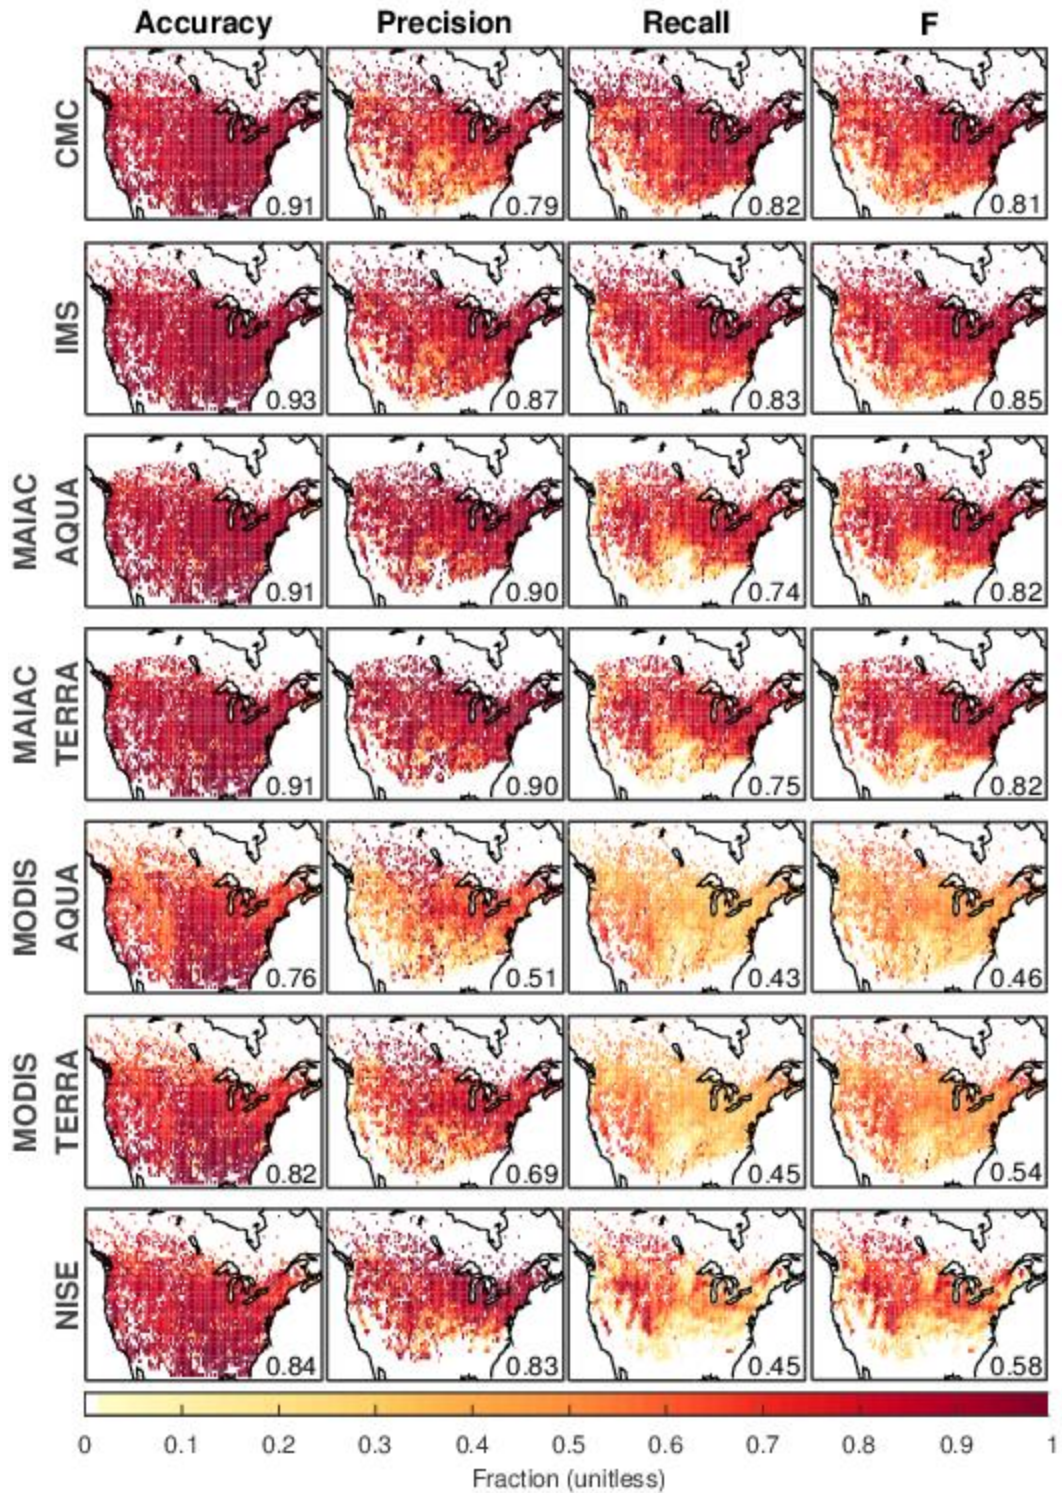 Accuracy Precision Recall F
CMC
0.91 0.79 0.82 0.81
IMS
0.93 0.87 0.83 0.85
MAIAC
AQUA
0.91 0.90 0.74 0.82
MAIAC
TERRA
0.91 0.90 0.75 0.82
MODIS
AQUA
0.76 0.51 0.43 0.46
MODIS
TERRA
0.82 0.69 0.45 0.54
NISE
0.84 0.83 0.45 0.58
0 0.1 0.2 0.3 0.4 0.5 0.6 0.7 0.8 0.9 1
Fraction (unitless)